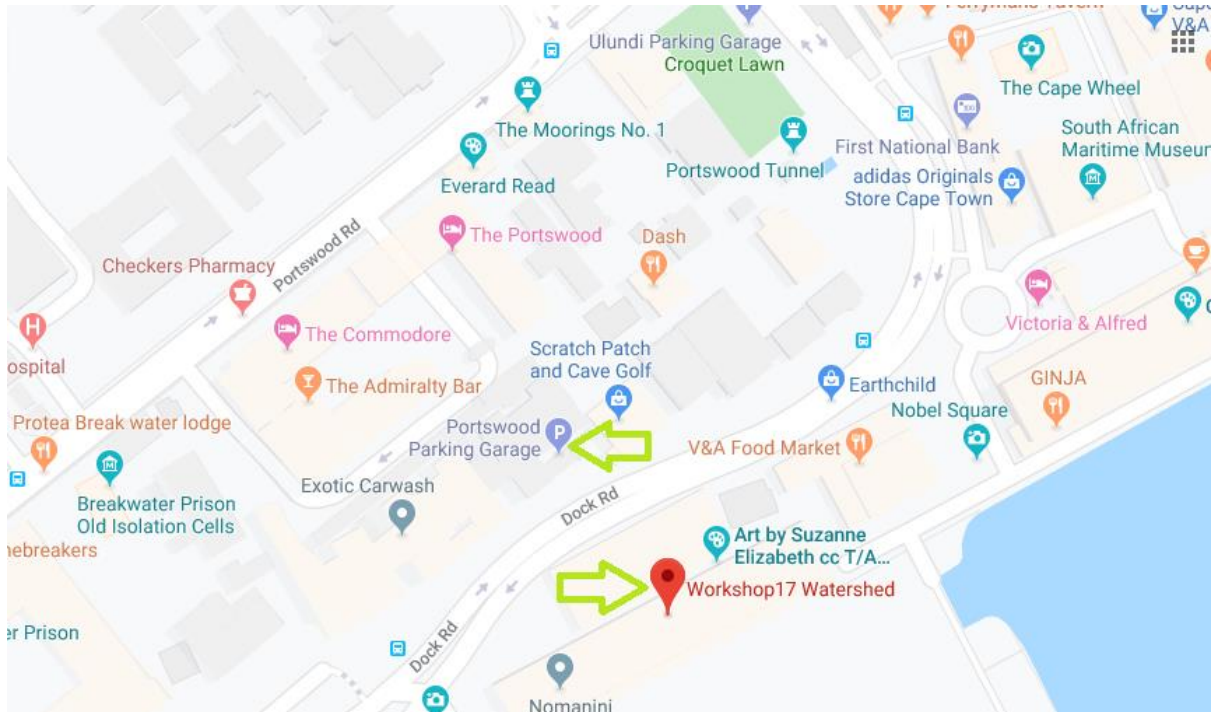 Ulundi Parking Garage
Croquet Lawn
V&A
The Cape Wheel
The Moorings No. 1
First National Bank
South African
Maritime Museum
Portswood Tunnel
Everard Read
adidas Originals
Store Cape Town
Portswood Rd
The Portswood
Dash
Checkers Pharmacy
Victoria & Alfred
The Commodore
ospital
Scratch Patch
and Cave Golf
The Admiralty Bar
Earthchild
GINJA
Nobel Square
Protea Break water lodge
Portswood
Parking Garage
P
V&A Food Market
Exotic Carwash
Breakwater Prison
Old Isolation Cells
Dock Rd
nebreakers
Art by Suzanne
Elizabeth cc T/A...
Workshop17 Watershed
er Prison
Dock Rd
Nomanini